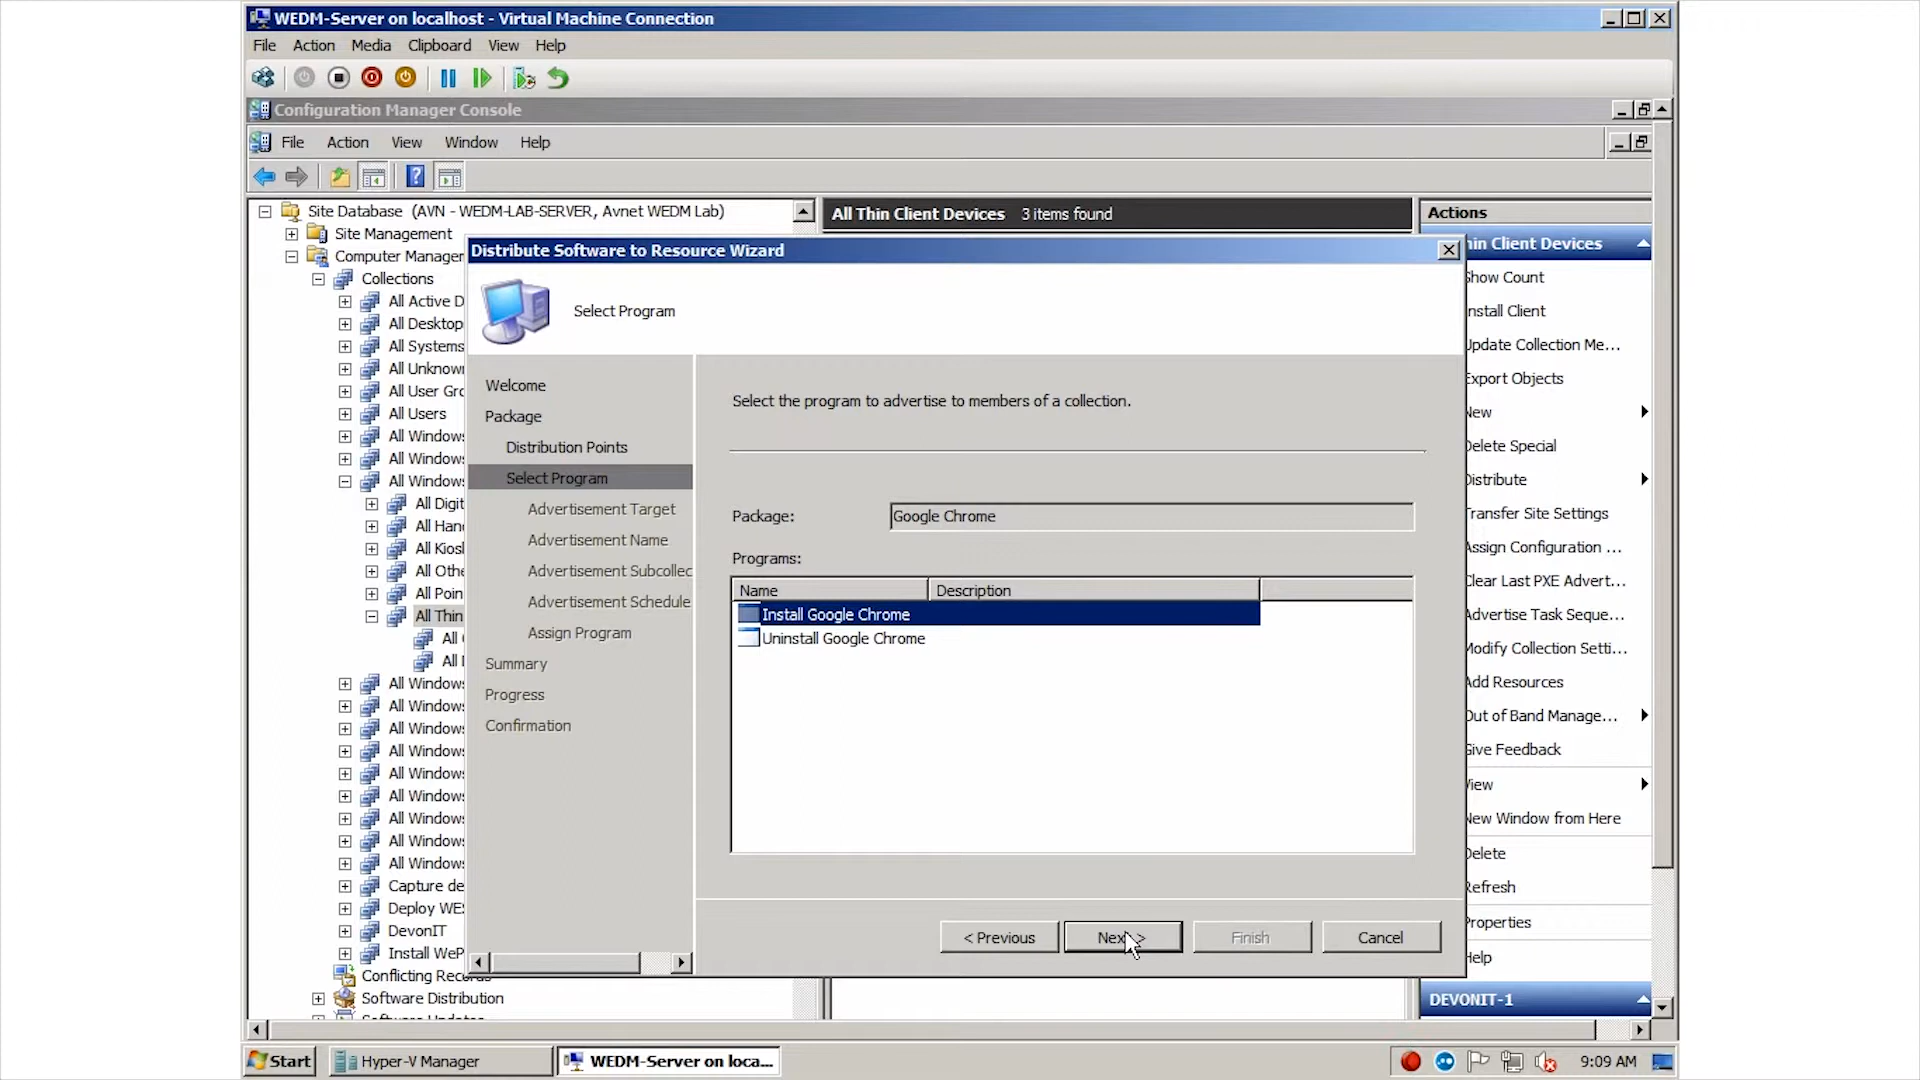 WEDM-Server on localhost - Virtual Machine Connection
File Action Media Clipboard View Help
Configuration Manager Console
File Action View Window Help
Site Database (AVN - WEDM-LAB-SERVER, Avnet WEDM Lab)
Site Management
Computer Manager
Collections
All Active D
All Desktop
All Systems
All Unknow
All User Gro
All Users
All Window
All Window
All Window
All Digit
All Hand
All Kiosl
All Othe
All Poin
All Thin
All
All
All Window
All Window
All Window
All Window
All Window
All Window
All Window
All Window
All Window
Capture de
Deploy WES
DevonIT
Install WeP
Conflicting Reco
Software Distribution
All Thin Client Devices 3 items found
Distribute Software to Resource Wizard
Select Program
Welcome
Package
Distribution Points
Select Program
Advertisement Target
Advertisement Name
Advertisement Subcollec
Advertisement Schedule
Assign Program
Summary
Progress
Confirmation
Select the program to advertise to members of a collection.
Package: Google Chrome
Programs:
Name Description
Install Google Chrome
Uninstall Google Chrome
< Previous Next > Finish Cancel
Actions
hin Client Devices
Show Count
Install Client
Update Collection Me...
Export Objects
New
Delete Special
Distribute
Transfer Site Settings
Assign Configuration ...
Clear Last PXE Advert...
Advertise Task Seque...
Modify Collection Setti...
Add Resources
Out of Band Manage...
Give Feedback
View
New Window from Here
Delete
Refresh
Properties
Help
DEVONIT-1
Start Hyper-V Manager WEDM-Server on loca... 9:09 AM